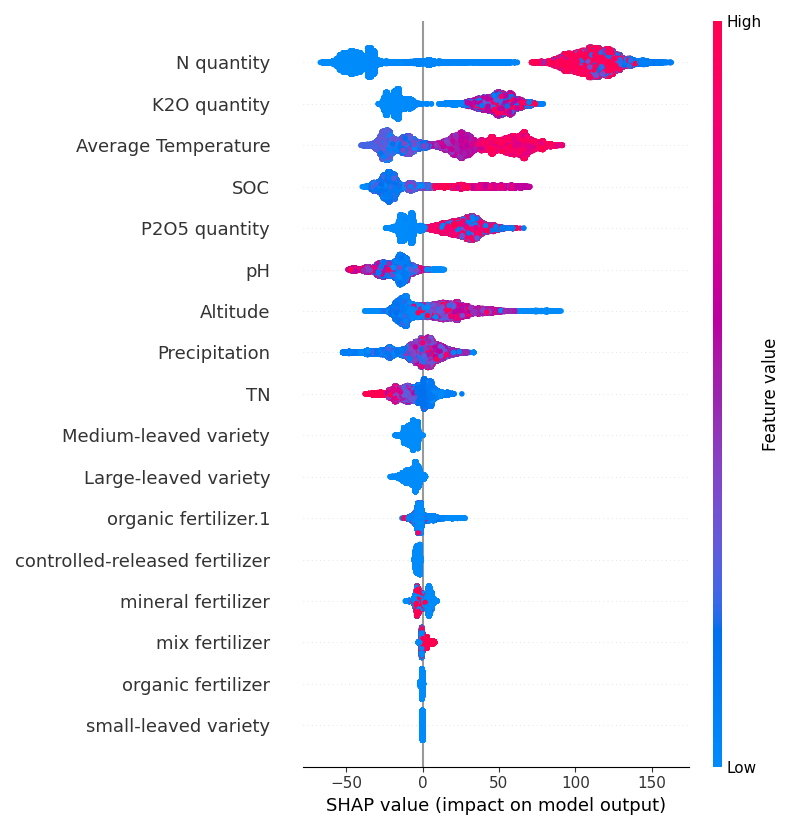 High
N quantity
K2O quantity
Average Temperature
SOC
P2O5 quantity
pH
Altitude
Precipitation
TN
Medium-leaved variety
Large-leaved variety
organic fertilizer.1
controlled-released fertilizer
mineral fertilizer
mix fertilizer
organic fertilizer
small-leaved variety
Feature value
Low
−50 0 50 100 150
SHAP value (impact on model output)